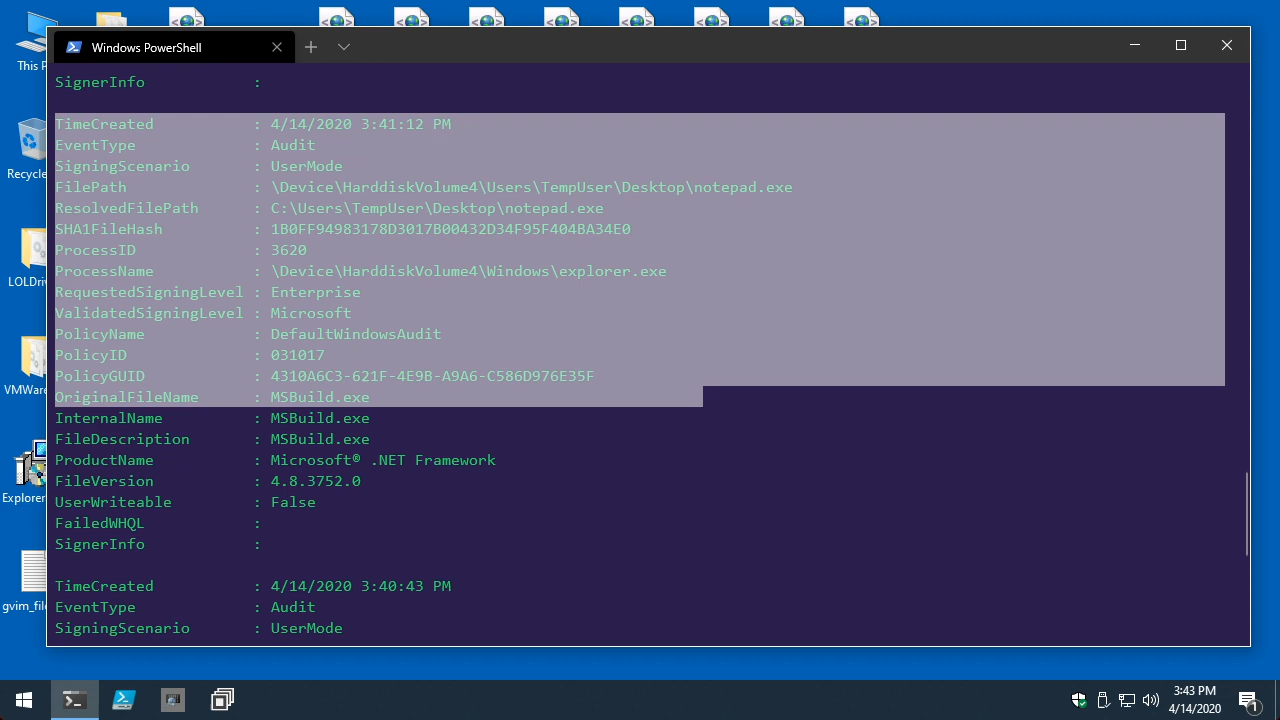 Windows PowerShell
This P
Recycle
LOLDriv
VMWare
Explorer
gvim_file
SignerInfo :
TimeCreated : 4/14/2020 3:41:12 PM
EventType : Audit
SigningScenario : UserMode
FilePath : \Device\HarddiskVolume4\Users\TempUser\Desktop\notepad.exe
ResolvedFilePath : C:\Users\TempUser\Desktop\notepad.exe
SHA1FileHash : 1B0FF94983178D3017B00432D34F95F404BA34E0
ProcessID : 3620
ProcessName : \Device\HarddiskVolume4\Windows\explorer.exe
RequestedSigningLevel : Enterprise
ValidatedSigningLevel : Microsoft
PolicyName : DefaultWindowsAudit
PolicyID : 031017
PolicyGUID : 4310A6C3-621F-4E9B-A9A6-C586D976E35F
OriginalFileName : MSBuild.exe
InternalName : MSBuild.exe
FileDescription : MSBuild.exe
ProductName : Microsoft® .NET Framework
FileVersion : 4.8.3752.0
UserWriteable : False
FailedWHQL :
SignerInfo :
TimeCreated : 4/14/2020 3:40:43 PM
EventType : Audit
SigningScenario : UserMode
3:43 PM
4/14/2020
1